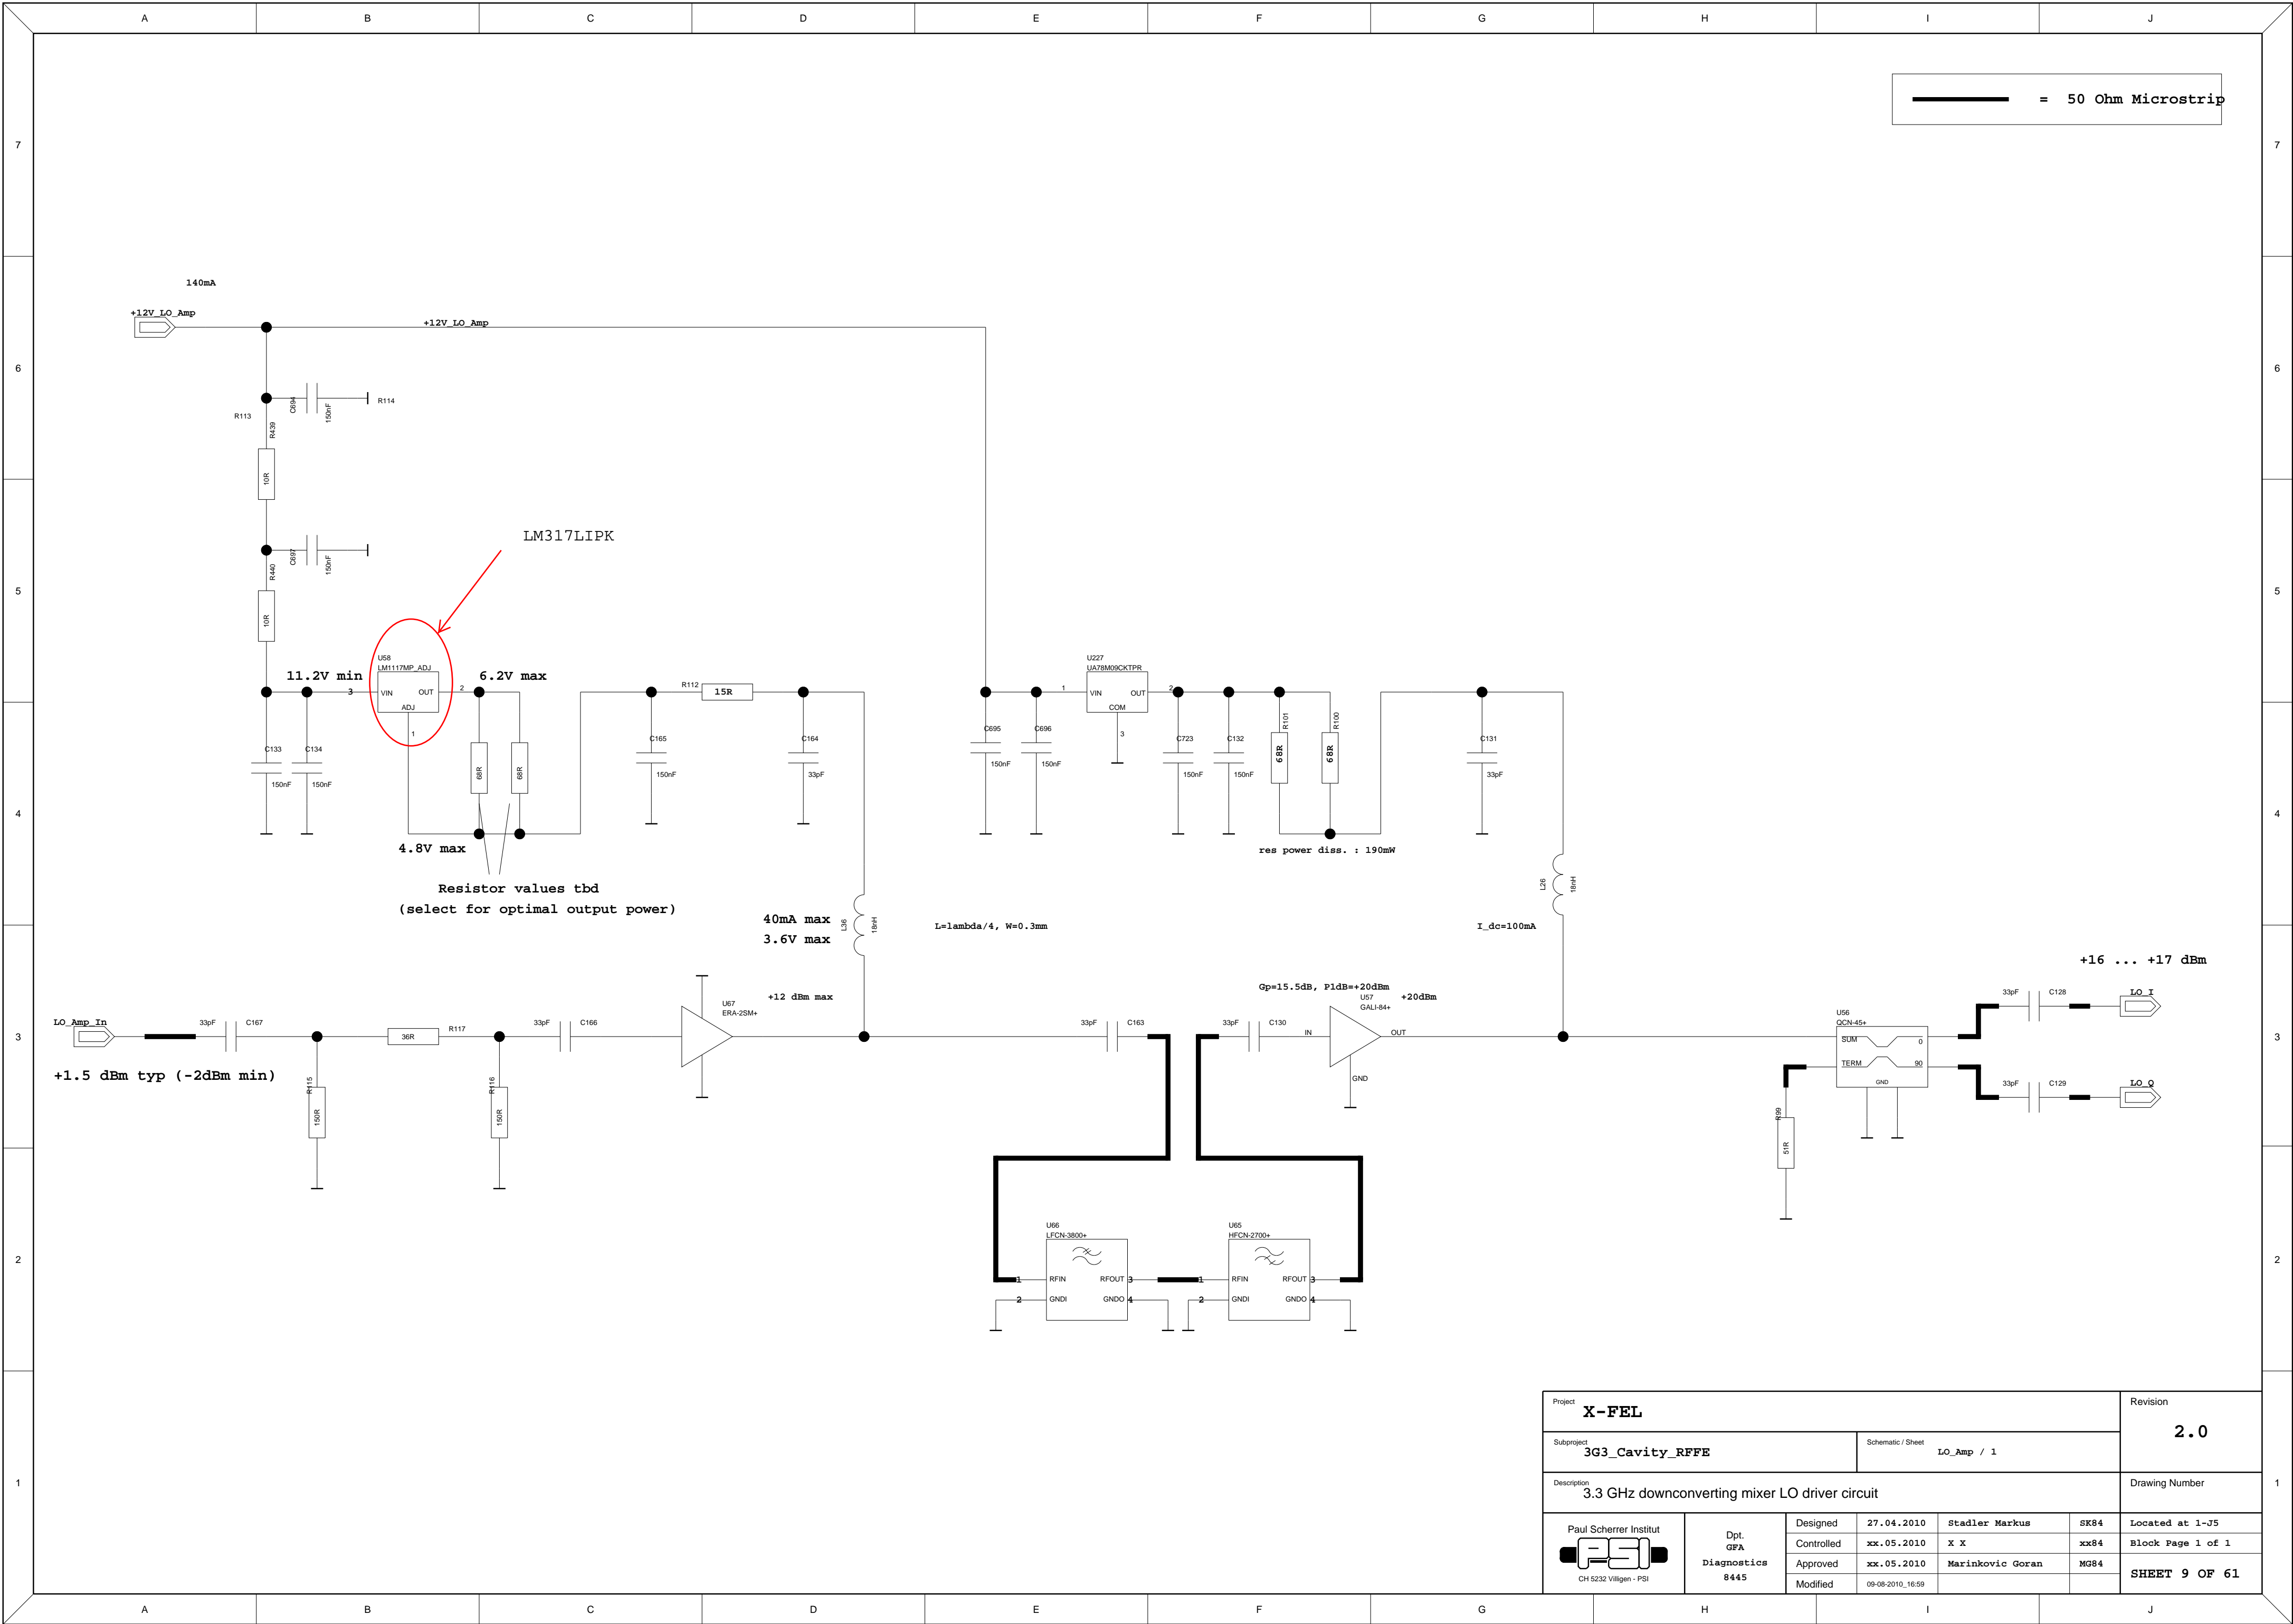 A B C D E F G H I J
= 50 Ohm Microstrip
7 7
140mA
+12V_LO_Amp
+12V_LO_Amp
6 6
C694
150nF
R114
R113
R439
10R
LM317LIPK
C697
150nF
R440
10R
5 5
U58
LM1117MP_ADJ
11.2V min
3
VIN OUT
ADJ
2
1
6.2V max
R112
15R
U227
UA78M09CKTPR
1
VIN OUT
COM
2
3
C133
150nF
C134
150nF
68R
68R
C165
150nF
C164
33pF
C695
150nF
C696
150nF
C723
150nF
C132
150nF
R101
68R
R100
68R
C131
33pF
4 4
4.8V max
res power diss. : 190mW
Resistor values tbd
(select for optimal output power)
40mA max
3.6V max
L36
18nH
L26
18nH
L=lambda/4, W=0.3mm
I_dc=100mA
+16 ... +17 dBm
Gp=15.5dB, P1dB=+20dBm
U57
GALI-84+
+20dBm
IN
OUT
GND
U67
ERA-2SM+
+12 dBm max
LO_Amp_In
33pF C167
36R
R117
33pF C166
33pF C163
33pF C130
3 3
+1.5 dBm typ (-2dBm min)
R115
150R
R116
150R
U56
QCN-45+
SUM 0
TERM 90
GND
33pF C128
LO_I
33pF C129
LO_Q
R99
51R
U66
LFCN-3800+
1 RFIN RFOUT 3
2 GNDI GNDO 4
U65
HFCN-2700+
1 RFIN RFOUT 3
2 GNDI GNDO 4
2 2
Project X-FEL
Revision
2.0
Subproject 3G3_Cavity_RFFE
Schematic / Sheet LO_Amp / 1
Description
3.3 GHz downconverting mixer LO driver circuit
Drawing Number
1 1
Paul Scherrer Institut
PSI
CH 5232 Villigen - PSI
Dpt.
GFA
Diagnostics
8445
Designed 27.04.2010 Stadler Markus SK84
Controlled xx.05.2010 X X xx84
Approved xx.05.2010 Marinkovic Goran MG84
Modified 09-08-2010_16:59
Located at 1-J5
Block Page 1 of 1
SHEET 9 OF 61
A B C D E F G H I J